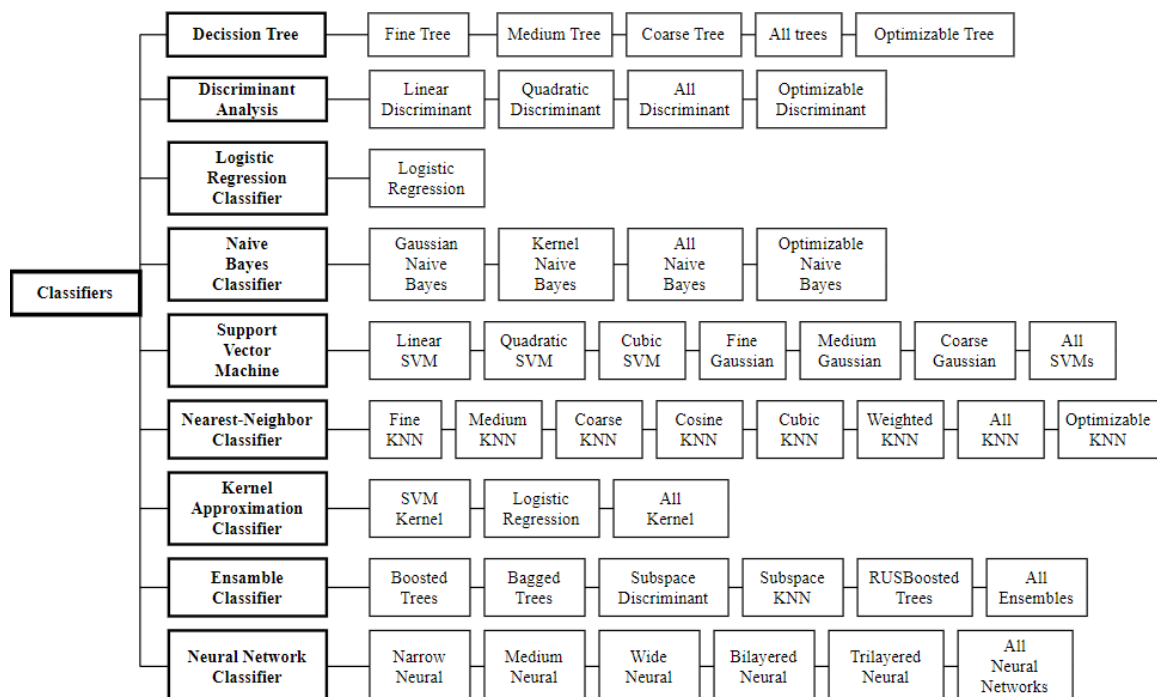 Decission Tree
Fine Tree
Medium Tree
Coarse Tree
All trees
Optimizable Tree
Discriminant
Analysis
Linear
Discriminant
Quadratic
Discriminant
All
Discriminant
Optimizable
Discriminant
Logistic
Regression
Classifier
Logistic
Regression
Naive
Bayes
Classifier
Gaussian
Naive
Bayes
Kernel
Naive
Bayes
All
Naive
Bayes
Optimizable
Naive
Bayes
Classifiers
Support
Vector
Machine
Linear
SVM
Quadratic
SVM
Cubic
SVM
Fine
Gaussian
Medium
Gaussian
Coarse
Gaussian
All
SVMs
Nearest-Neighbor
Classifier
Fine
KNN
Medium
KNN
Coarse
KNN
Cosine
KNN
Cubic
KNN
Weighted
KNN
All
KNN
Optimizable
KNN
Kernel
Approximation
Classifier
SVM
Kernel
Logistic
Regression
All
Kernel
Ensamble
Classifier
Boosted
Trees
Bagged
Trees
Subspace
Discriminant
Subspace
KNN
RUSBoosted
Trees
All
Ensembles
Neural Network
Classifier
Narrow
Neural
Medium
Neural
Wide
Neural
Bilayered
Neural
Trilayered
Neural
All
Neural
Networks